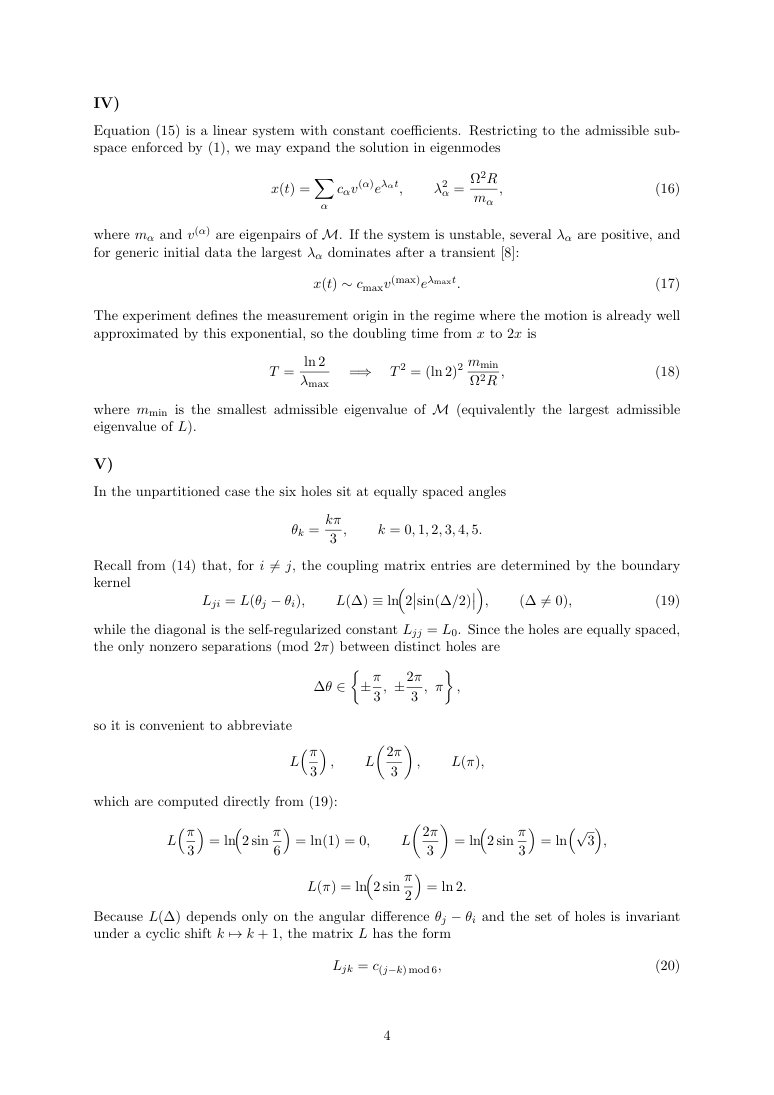 IV)
Equation (15) is a linear system with constant coefficients. Restricting to the admissible sub-
space enforced by (1), we may expand the solution in eigenmodes
x(t) = ∑_α c_α v^(α) e^{λ_α t},   λ_α^2 = Ω^2 R / m_α,   (16)
where m_α and v^(α) are eigenpairs of ℳ. If the system is unstable, several λ_α are positive, and
for generic initial data the largest λ_α dominates after a transient [8]:
x(t) ∼ c_max v^(max) e^{λ_max t}.   (17)
The experiment defines the measurement origin in the regime where the motion is already well
approximated by this exponential, so the doubling time from x to 2x is
T = ln 2 / λ_max   ⟹   T^2 = (ln 2)^2 m_min / Ω^2 R,   (18)
where m_min is the smallest admissible eigenvalue of ℳ (equivalently the largest admissible
eigenvalue of L).
V)
In the unpartitioned case the six holes sit at equally spaced angles
θ_k = kπ / 3,   k = 0, 1, 2, 3, 4, 5.
Recall from (14) that, for i ≠ j, the coupling matrix entries are determined by the boundary
kernel
L_ji = L(θ_j − θ_i),   L(Δ) ≡ ln(2|sin(Δ/2)|),   (Δ ≠ 0),   (19)
while the diagonal is the self-regularized constant L_jj = L_0. Since the holes are equally spaced,
the only nonzero separations (mod 2π) between distinct holes are
Δθ ∈ {±π/3, ±2π/3, π},
so it is convenient to abbreviate
L(π/3),   L(2π/3),   L(π),
which are computed directly from (19):
L(π/3) = ln(2 sin π/6) = ln(1) = 0,   L(2π/3) = ln(2 sin π/3) = ln(√3),
L(π) = ln(2 sin π/2) = ln 2.
Because L(Δ) depends only on the angular difference θ_j − θ_i and the set of holes is invariant
under a cyclic shift k ↦ k + 1, the matrix L has the form
L_jk = c_{(j−k) mod 6},   (20)
4